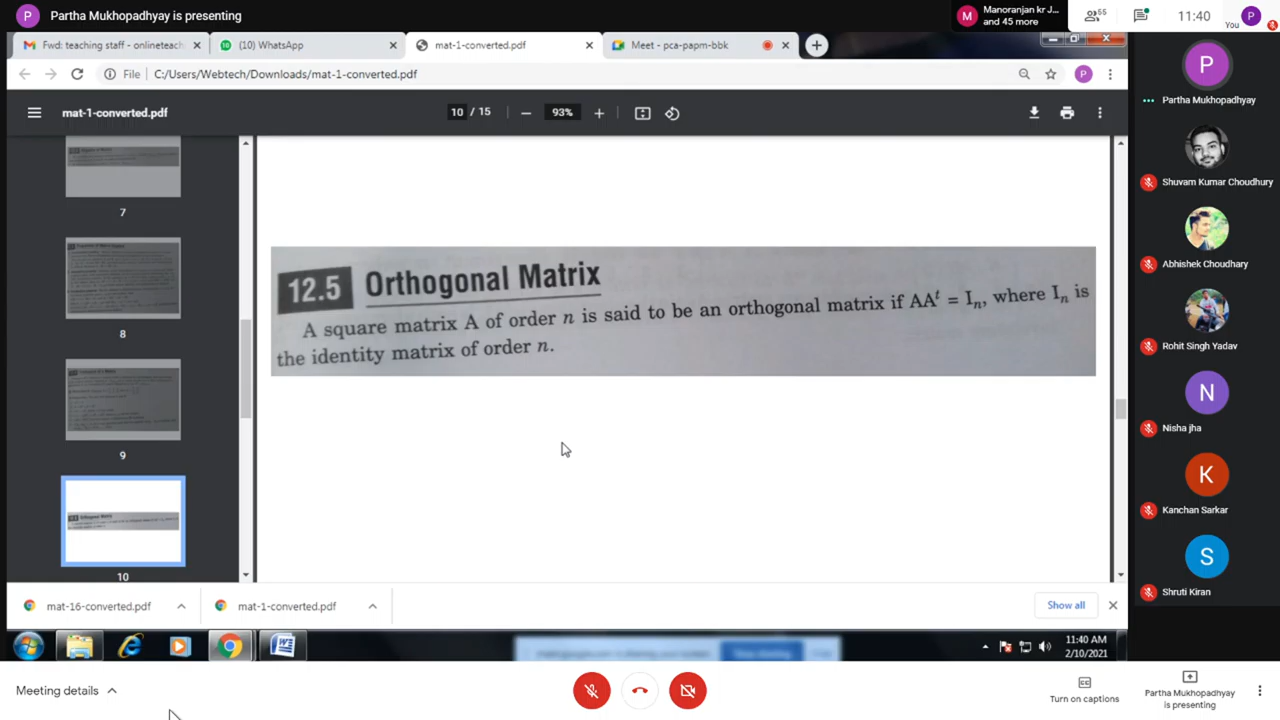 P Partha Mukhopadhyay is presenting
M Manoranjan kr J...
and 45 more
55
11:40
You
P
Fwd: teaching staff - onlineteach
(10) WhatsApp
mat-1-converted.pdf
Meet - pca-papm-bbk
File
C:/Users/Webtech/Downloads/mat-1-converted.pdf
P
mat-1-converted.pdf
10 / 15
93%
7
8
9
10
12.5 Orthogonal Matrix
A square matrix A of order n is said to be an orthogonal matrix if AAᵗ = Iₙ, where Iₙ is
the identity matrix of order n.
P
Partha Mukhopadhyay
Shuvam Kumar Choudhury
Abhishek Choudhary
Rohit Singh Yadav
N
Nisha jha
K
Kanchan Sarkar
S
Shruti Kiran
mat-16-converted.pdf
mat-1-converted.pdf
Show all
11:40 AM
2/10/2021
Meeting details
Turn on captions
Partha Mukhopadhyay
is presenting